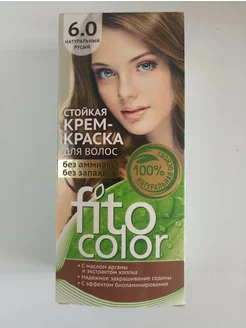 6.0
НАТУРАЛЬНЫЙ
РУСЫЙ
СТОЙКАЯ
КРЕМ-
КРАСКА
ДЛЯ ВОЛОС
без аммиака
без запаха
100%
fito
color
• С маслом арганы
и экстрактом хлопка
• Надежное закрашивание седины
• С эффектом биоламинирования